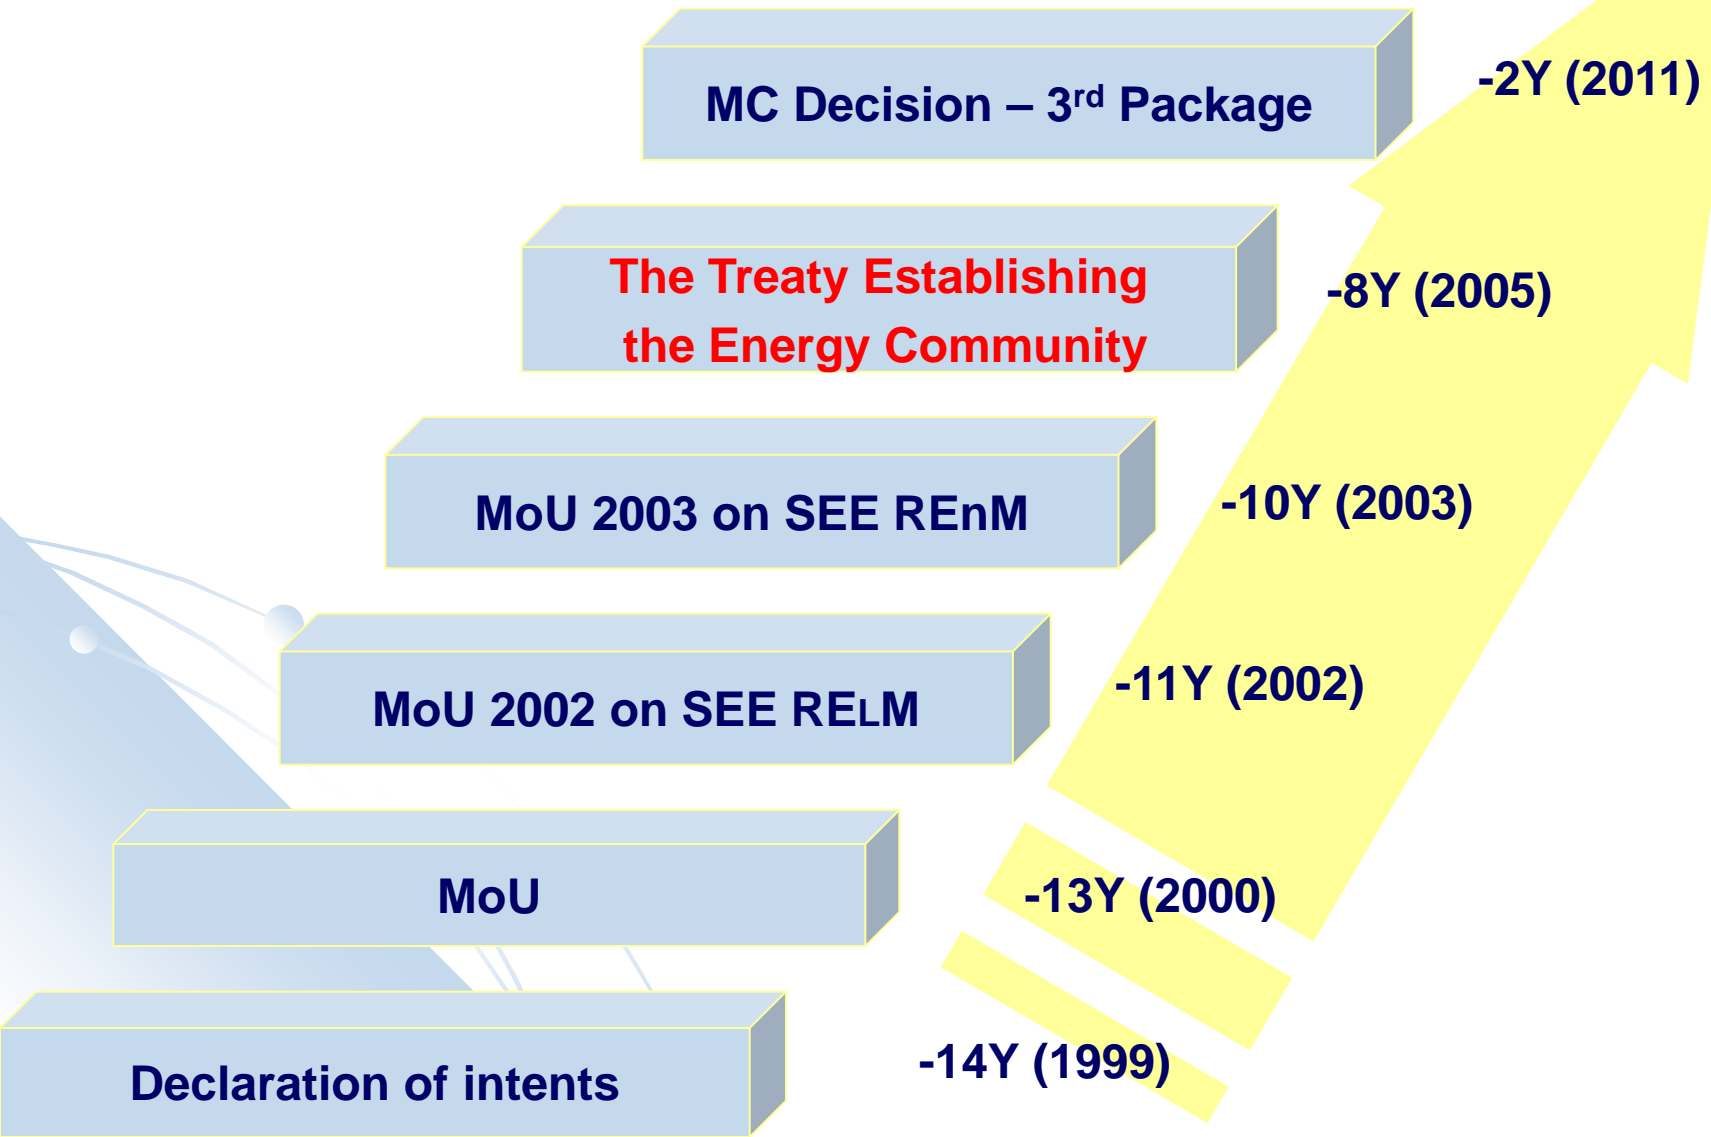 MC Decision – 3rd Package
-2Y (2011)
The Treaty Establishing
the Energy Community
-8Y (2005)
MoU 2003 on SEE REnM
-10Y (2003)
MoU 2002 on SEE RELM
-11Y (2002)
MoU
-13Y (2000)
Declaration of intents
-14Y (1999)